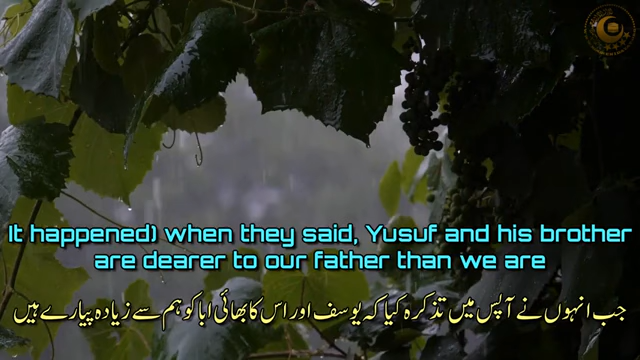 It happened) when they said, Yusuf and his brother
are dearer to our father than we are
جب انہوں نے آپس میں تذکرہ کیا کہ یوسف اور اس کا بھائی ابا کو ہم سے زیادہ پیارے ہیں